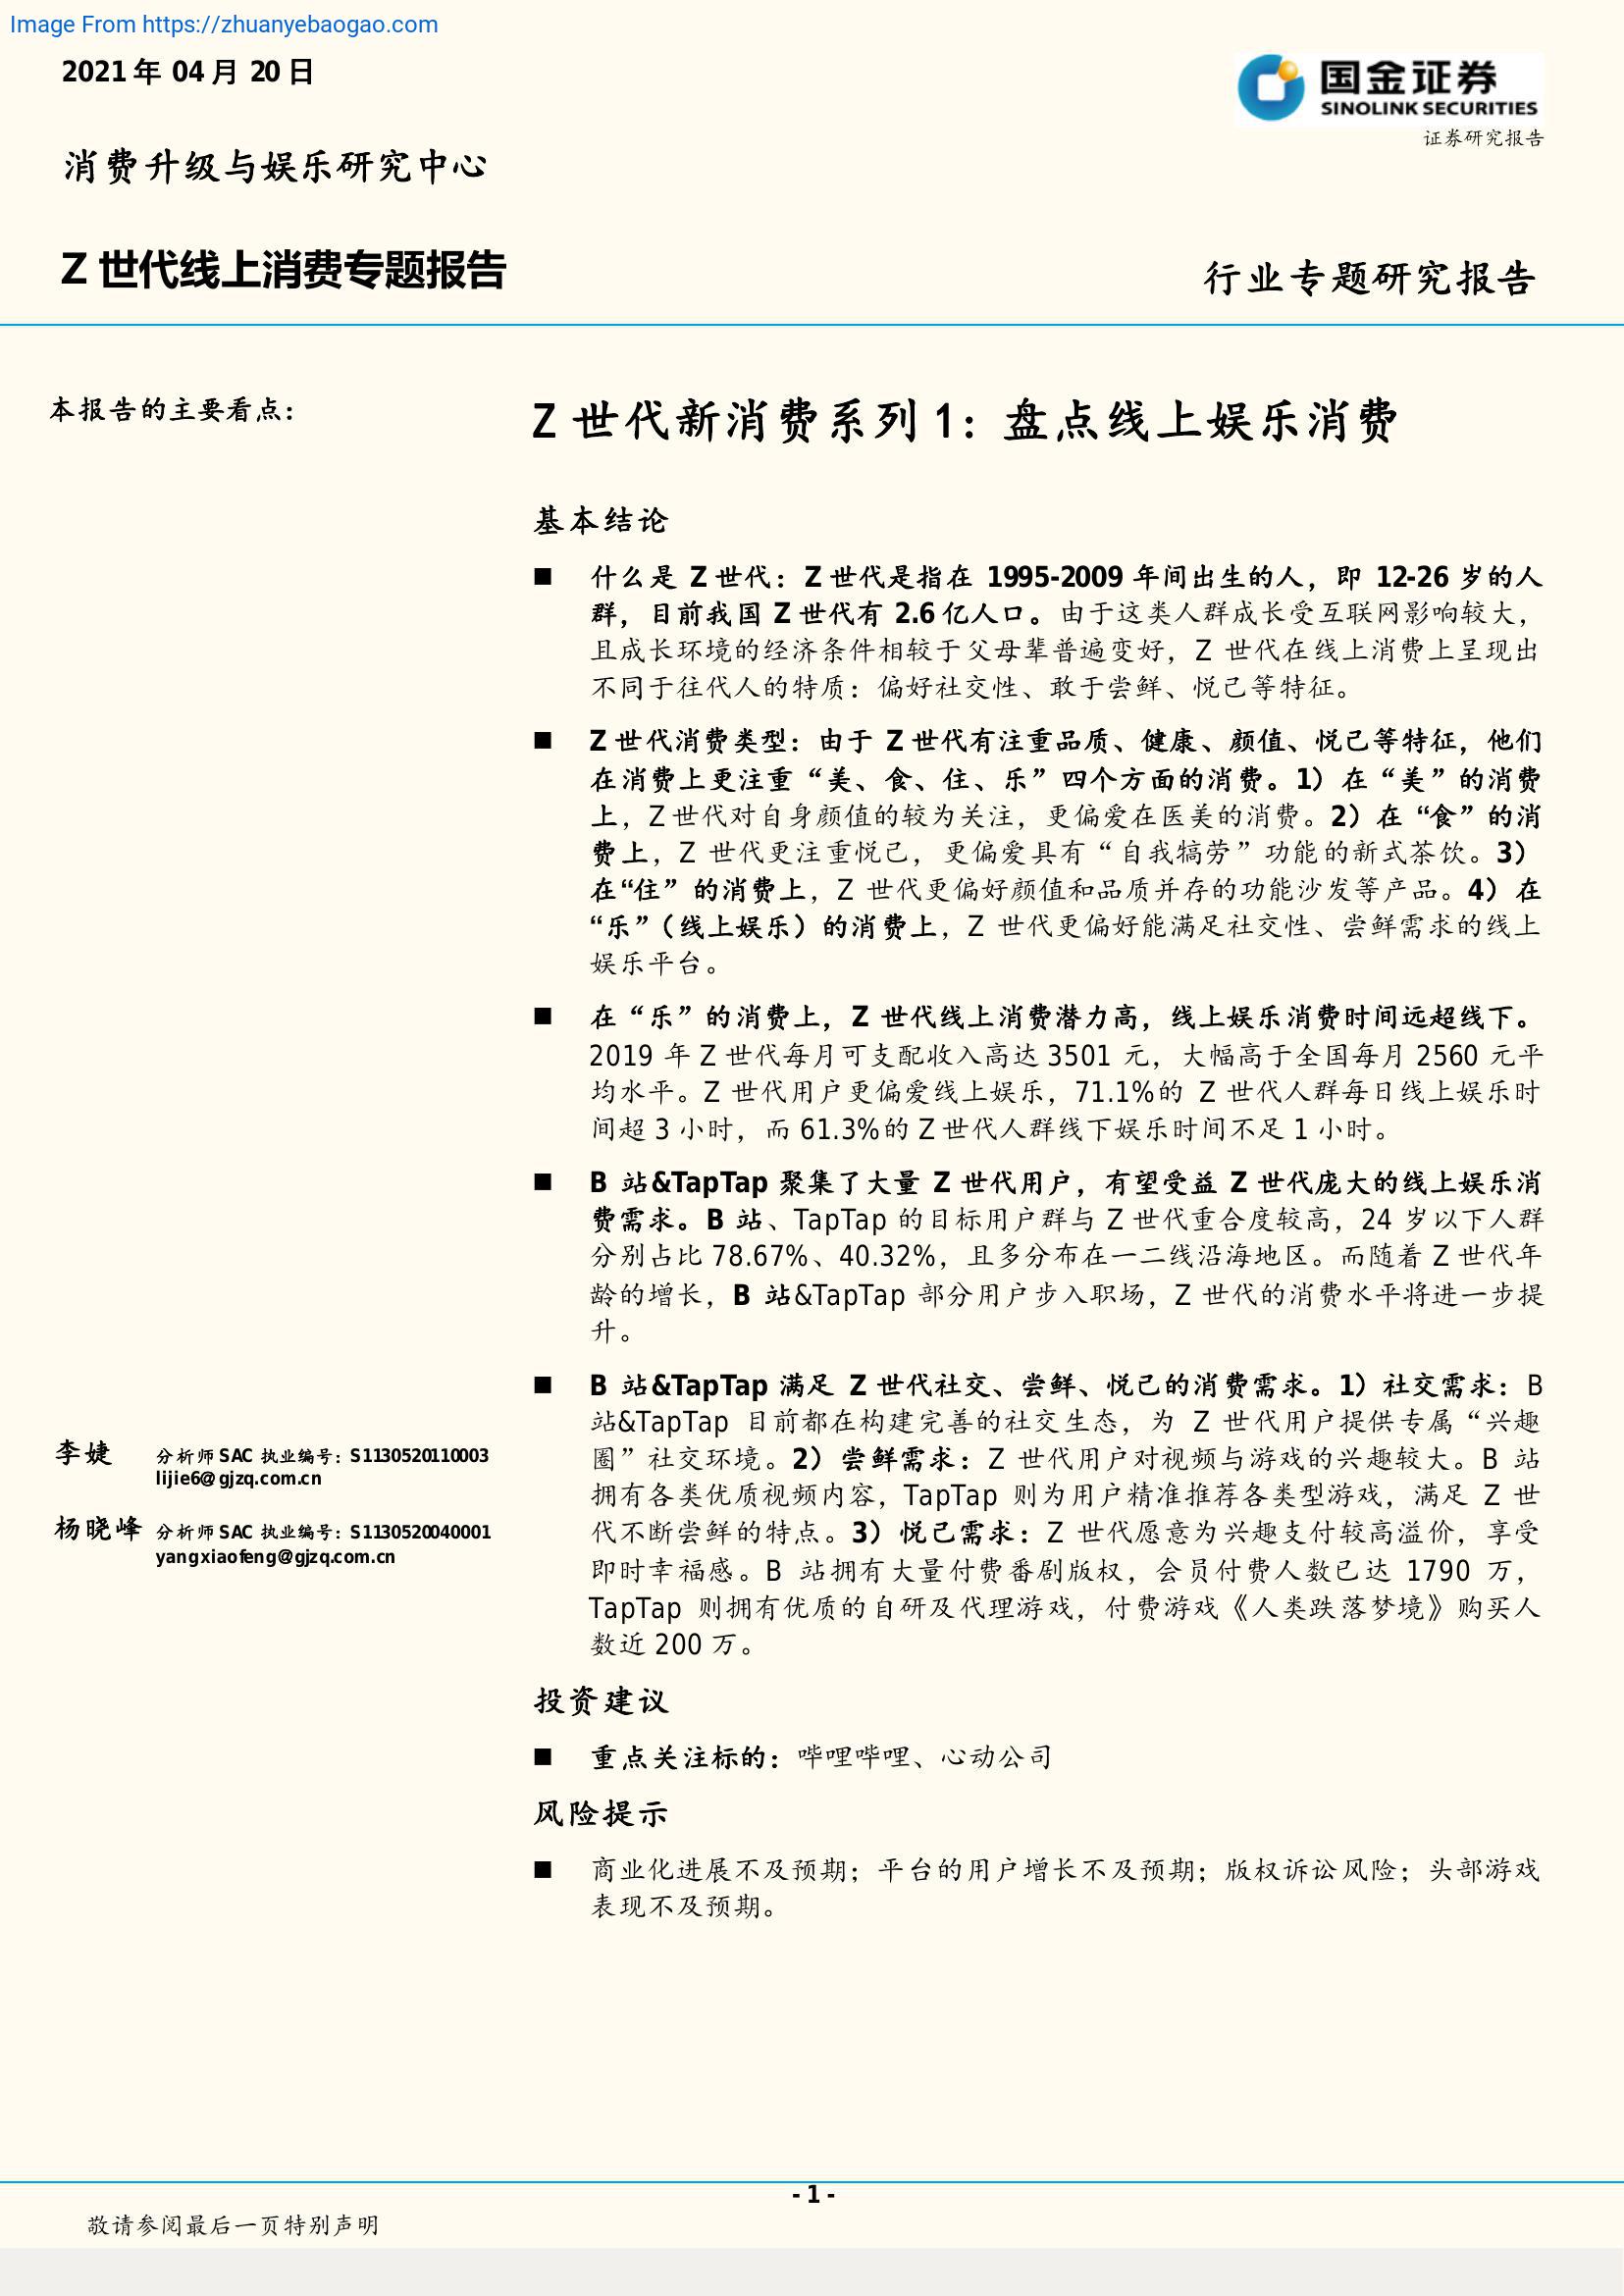 Image From https://zhuanyebaogao.com
2021年 04月 20日
国金证券
SINOLINK SECURITIES
证券研究报告
消费升级与娱乐研究中心
Z 世代线上消费专题报告
行业专题研究报告
本报告的主要看点：
Z 世代新消费系列 1：盘点线上娱乐消费
基本结论
■ 什么是 Z 世代：Z 世代是指在 1995-2009 年间出生的人，即 12-26 岁的人
群，目前我国 Z 世代有 2.6 亿人口。由于这类人群成长受互联网影响较大，
且成长环境的经济条件相较于父母辈普遍变好，Z 世代在线上消费上呈现出
不同于往代人的特质：偏好社交性、敢于尝鲜、悦己等特征。
■ Z 世代消费类型：由于 Z 世代有注重品质、健康、颜值、悦己等特征，他们
在消费上更注重“美、食、住、乐”四个方面的消费。1）在“美”的消费
上，Z 世代对自身颜值的较为关注，更偏爱在医美的消费。2）在“食”的消
费上，Z 世代更注重悦己，更偏爱具有“自我犒劳”功能的新式茶饮。3）
在“住”的消费上，Z 世代更偏好颜值和品质并存的功能沙发等产品。4）在
“乐”（线上娱乐）的消费上，Z 世代更偏好能满足社交性、尝鲜需求的线上
娱乐平台。
■ 在“乐”的消费上，Z 世代线上消费潜力高，线上娱乐消费时间远超线下。
2019 年 Z 世代每月可支配收入高达 3501 元，大幅高于全国每月 2560 元平
均水平。Z 世代用户更偏爱线上娱乐，71.1%的 Z 世代人群每日线上娱乐时
间超 3 小时，而 61.3%的 Z 世代人群线下娱乐时间不足 1 小时。
■ B 站&TapTap 聚集了大量 Z 世代用户，有望受益 Z 世代庞大的线上娱乐消
费需求。B 站、TapTap 的目标用户群与 Z 世代重合度较高，24 岁以下人群
分别占比 78.67%、40.32%，且多分布在一二线沿海地区。而随着 Z 世代年
龄的增长，B 站&TapTap 部分用户步入职场，Z 世代的消费水平将进一步提
升。
■ B 站&TapTap 满足 Z 世代社交、尝鲜、悦己的消费需求。1）社交需求：B
站&TapTap 目前都在构建完善的社交生态，为 Z 世代用户提供专属“兴趣
圈”社交环境。2）尝鲜需求：Z 世代用户对视频与游戏的兴趣较大。B 站
拥有各类优质视频内容，TapTap 则为用户精准推荐各类型游戏，满足 Z 世
代不断尝鲜的特点。3）悦己需求：Z 世代愿意为兴趣支付较高溢价，享受
即时幸福感。B 站拥有大量付费番剧版权，会员付费人数已达 1790 万，
TapTap 则拥有优质的自研及代理游戏，付费游戏《人类跌落梦境》购买人
数近 200 万。
投资建议
■ 重点关注标的：哔哩哔哩、心动公司
风险提示
■ 商业化进展不及预期；平台的用户增长不及预期；版权诉讼风险；头部游戏
表现不及预期。
李婕 分析师 SAC 执业编号：S1130520110003
lijie6@gjzq.com.cn
杨晓峰 分析师 SAC 执业编号：S1130520040001
yangxiaofeng@gjzq.com.cn
- 1 -
敬请参阅最后一页特别声明